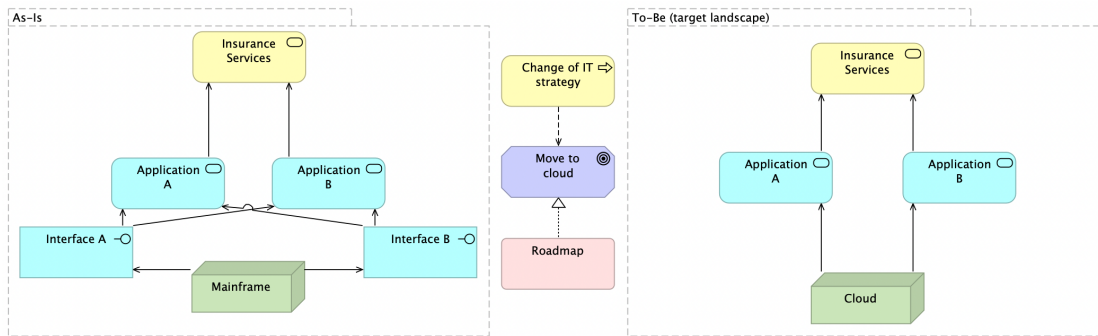 As-Is
Insurance
Services
Application
A
Application
B
Interface A
Interface B
Mainframe
Change of IT
strategy
Move to
cloud
Roadmap
To-Be (target landscape)
Insurance
Services
Application
A
Application
B
Cloud